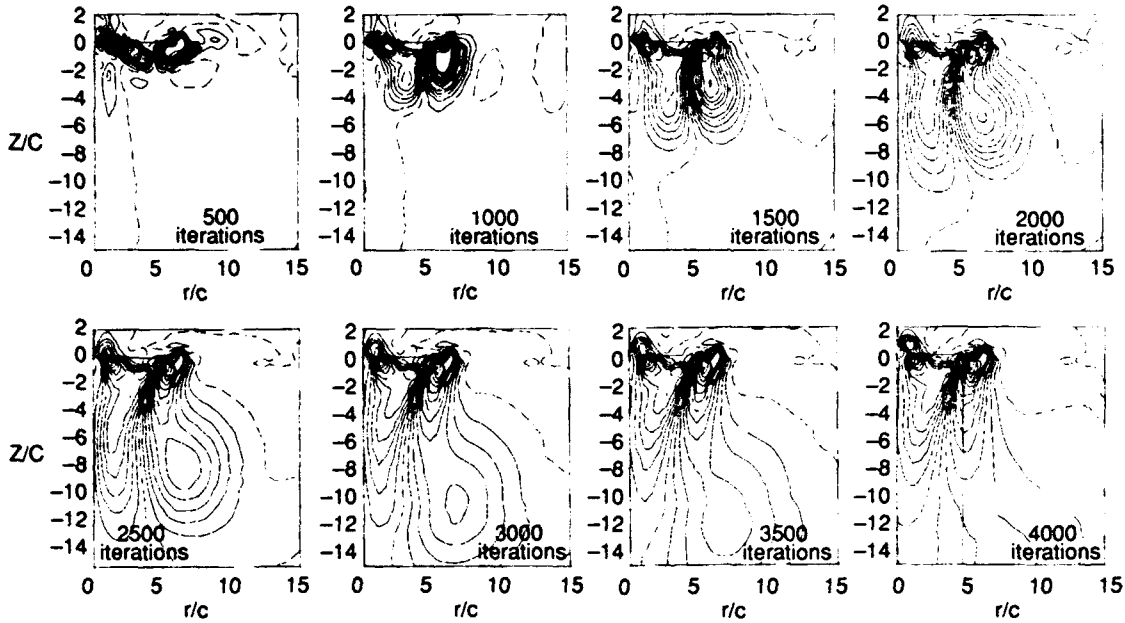 2 2 2 2
0 0 0 0
−2 −2 −2 −2
−4 −4 −4 −4
Z/C −6 −6 −6 −6
−8 −8 −8 −8
−10 −10 −10 −10
−12 −12 −12 −12
−14 −14 −14 −14
500 iterations
1000 iterations
1500 iterations
2000 iterations
0 5 10 15 0 5 10 15 0 5 10 15 0 5 10 15
r/c r/c r/c r/c
2 2 2 2
0 0 0 0
−2 −2 −2 −2
−4 −4 −4 −4
Z/C −6 −6 −6 −6
−8 −8 −8 −8
−10 −10 −10 −10
−12 −12 −12 −12
−14 −14 −14 −14
2500 iterations
3000 iterations
3500 iterations
4000 iterations
0 5 10 15 0 5 10 15 0 5 10 15 0 5 10 15
r/c r/c r/c r/c